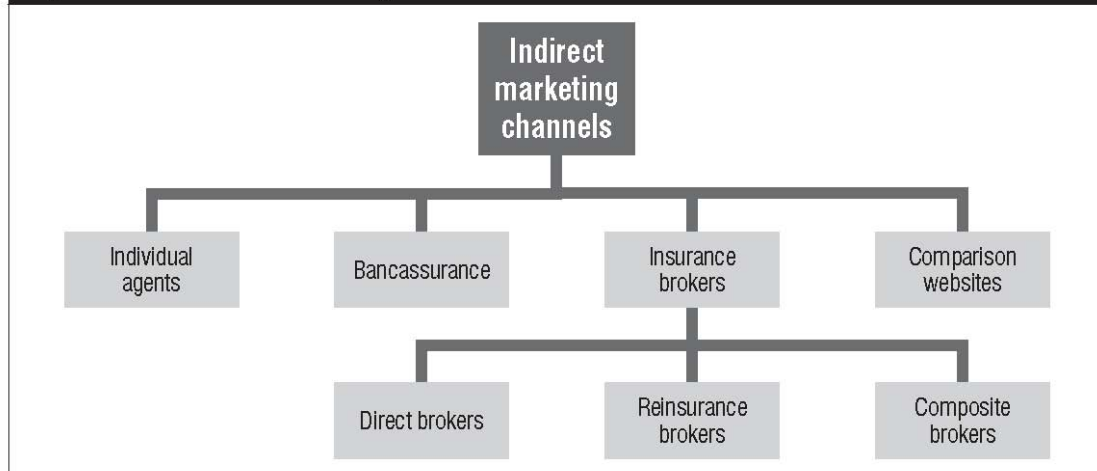 Indirect
marketing
channels
Individual
agents
Bancassurance
Insurance
brokers
Comparison
websites
Direct brokers
Reinsurance
brokers
Composite
brokers